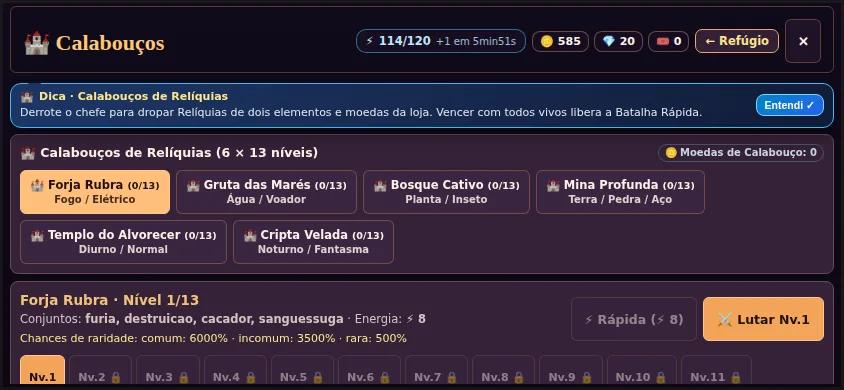 🏰 Calabouços
⚡ 114/120 +1 em 5min51s
🪙 585
💎 20
🎟️ 0
← Refúgio
✕
🏰 Dica · Calabouços de Relíquias
Derrote o chefe para dropar Relíquias de dois elementos e moedas da loja. Vencer com todos vivos libera a Batalha Rápida.
Entendi ✓
🏰 Calabouços de Relíquias (6 × 13 níveis)
🪙 Moedas de Calabouço: 0
🏰 Forja Rubra (0/13)
Fogo / Elétrico
🏰 Gruta das Marés (0/13)
Água / Voador
🏰 Bosque Cativo (0/13)
Planta / Inseto
🏰 Mina Profunda (0/13)
Terra / Pedra / Aço
🏰 Templo do Alvorecer (0/13)
Diurno / Normal
🏰 Cripta Velada (0/13)
Noturno / Fantasma
Forja Rubra · Nível 1/13
Conjuntos: furia, destruicao, cacador, sanguessuga · Energia: ⚡ 8
Chances de raridade: comum: 6000% · incomum: 3500% · rara: 500%
⚡ Rápida (⚡ 8)
⚔️ Lutar Nv.1
Nv.1
Nv.2 🔒
Nv.3 🔒
Nv.4 🔒
Nv.5 🔒
Nv.6 🔒
Nv.7 🔒
Nv.8 🔒
Nv.9 🔒
Nv.10 🔒
Nv.11 🔒